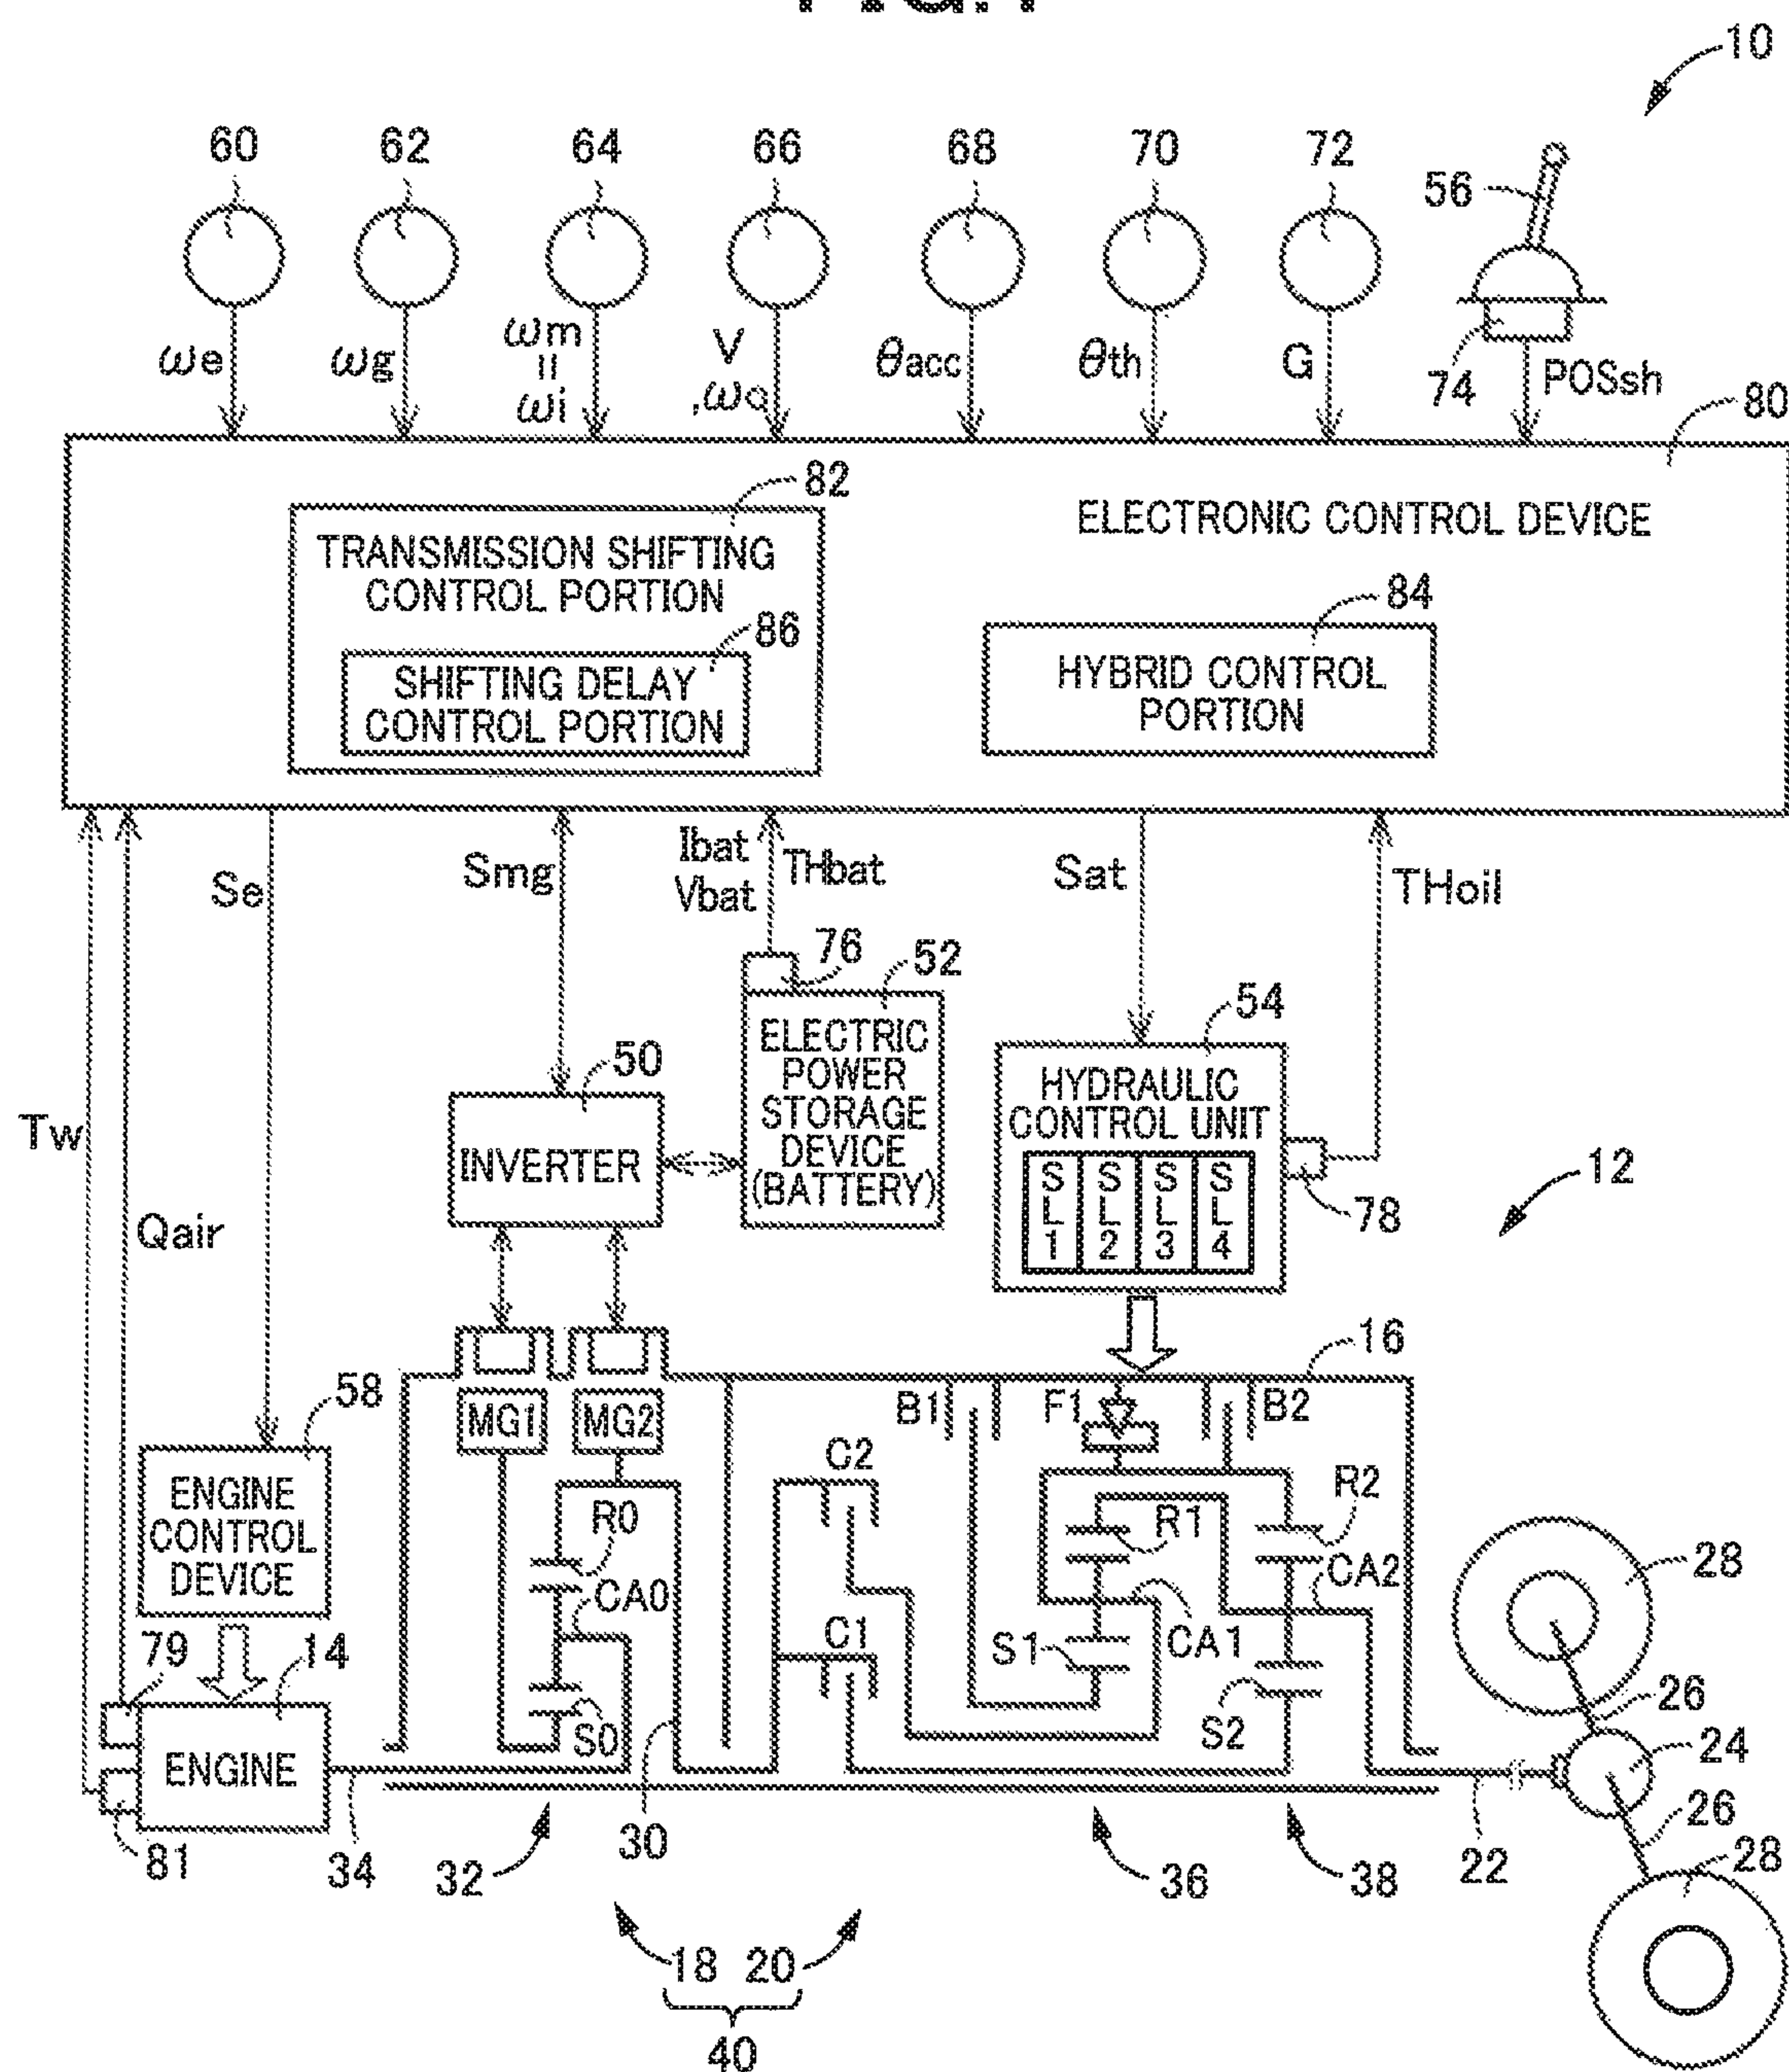 10
60 62 64 66 68 70 72
56
ωe
ωg
ωm
=
ωi
V
,ωo
θacc
θth
G
74
POSsh
80
82
ELECTRONIC CONTROL DEVICE
TRANSMISSION SHIFTING
CONTROL PORTION
84
86
SHIFTING DELAY
CONTROL PORTION
HYBRID CONTROL
PORTION
Se
Smg
Ibat
Vbat
THbat
Sat
THoil
76
52
54
50
ELECTRIC
POWER
STORAGE
DEVICE
(BATTERY)
HYDRAULIC
CONTROL UNIT
SL1 SL2 SL3 SL4
Tw
INVERTER
12
78
Qair
16
58
MG1 MG2
B1 F1 B2
C2
ENGINE
CONTROL
DEVICE
R0
R1
R2
CA0
CA2
28
79
14
C1
S1
CA1
26
S0
S2
24
ENGINE
26
81
34
32
30
36
38
22
28
18 20
40